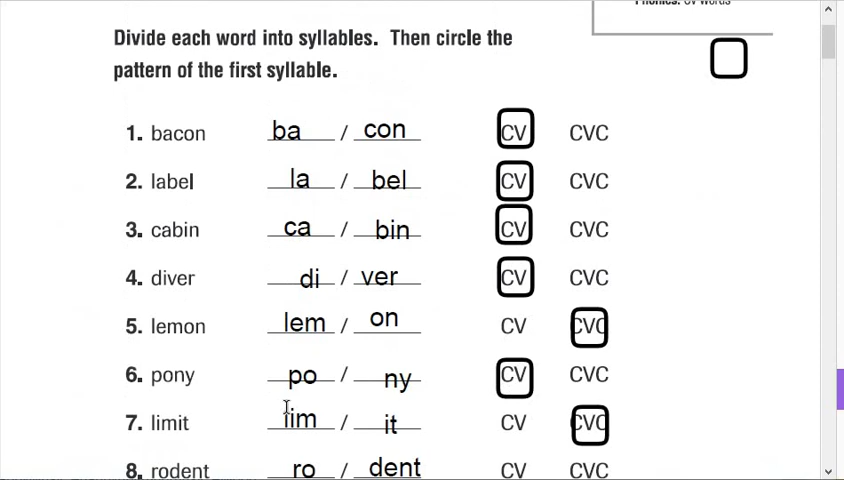 Phonics: CV Words
Divide each word into syllables. Then circle the
pattern of the first syllable.
1. bacon ba / con CV CVC
2. label la / bel CV CVC
3. cabin ca / bin CV CVC
4. diver di / ver CV CVC
5. lemon lem / on CV CVC
6. pony po / ny CV CVC
7. limit lim / it CV CVC
8. rodent ro / dent CV CVC